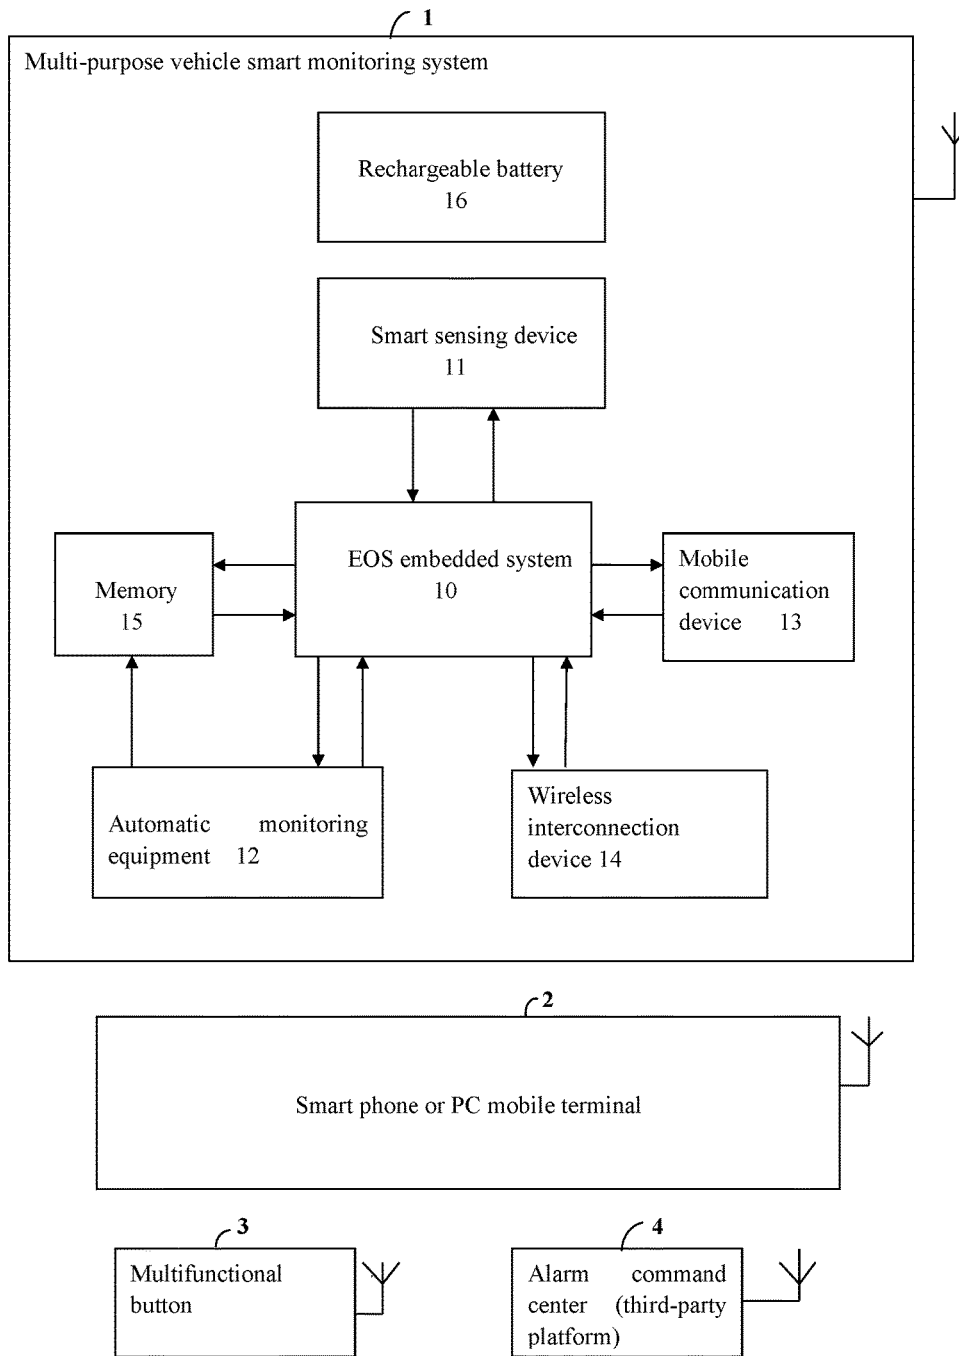 1
Multi-purpose vehicle smart monitoring system
Rechargeable battery
16
Smart sensing device
11
EOS embedded system
10
Memory
15
Mobile
communication
device 13
Automatic monitoring
equipment 12
Wireless
interconnection
device 14
2
Smart phone or PC mobile terminal
3
Multifunctional
button
4
Alarm command
center (third-party
platform)